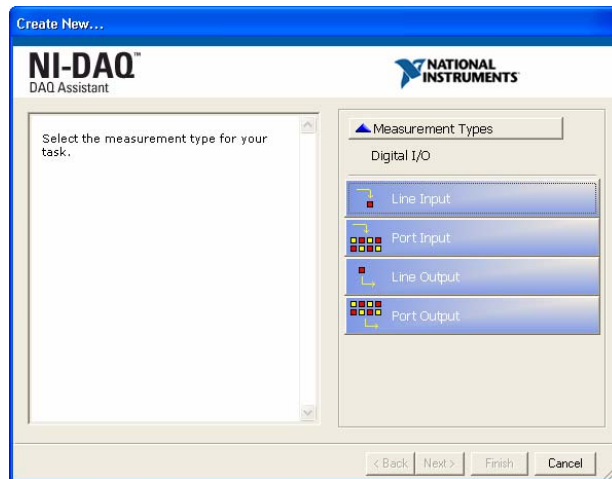 Create New...
NI-DAQ™
DAQ Assistant
NATIONAL
INSTRUMENTS
Select the measurement type for your
task.
Measurement Types
Digital I/O
Line Input
Port Input
Line Output
Port Output
< Back
Next >
Finish
Cancel